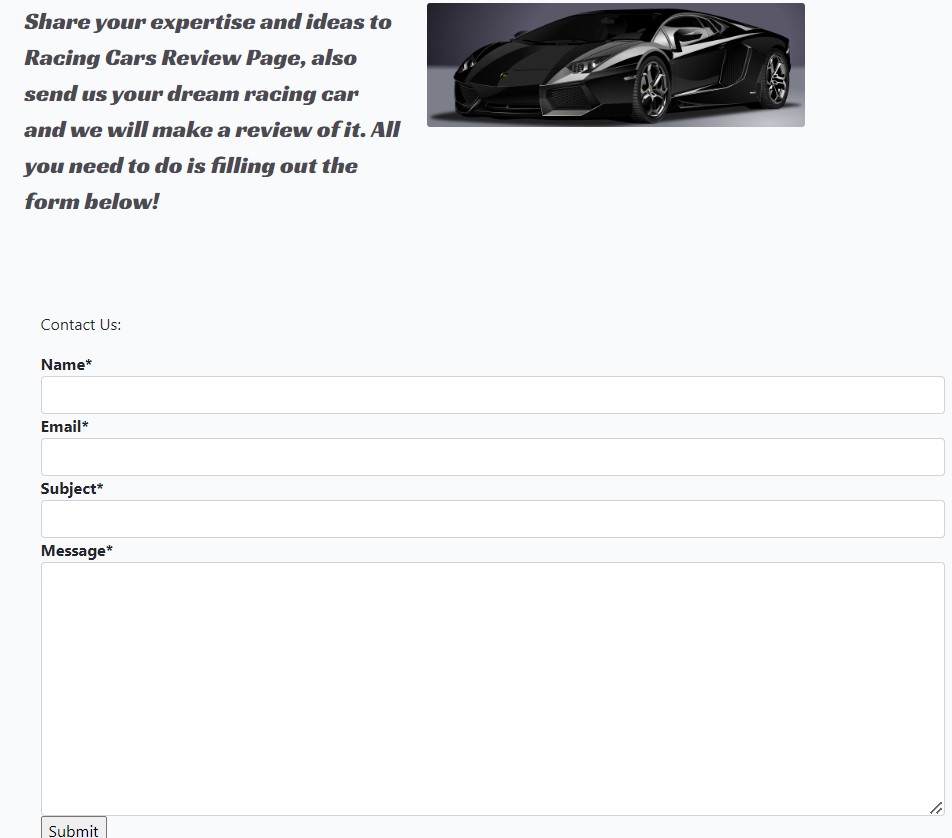 Share your expertise and ideas to
Racing Cars Review Page, also
send us your dream racing car
and we will make a review of it. All
you need to do is filling out the
form below!
Contact Us:
Name*
Email*
Subject*
Message*
Submit